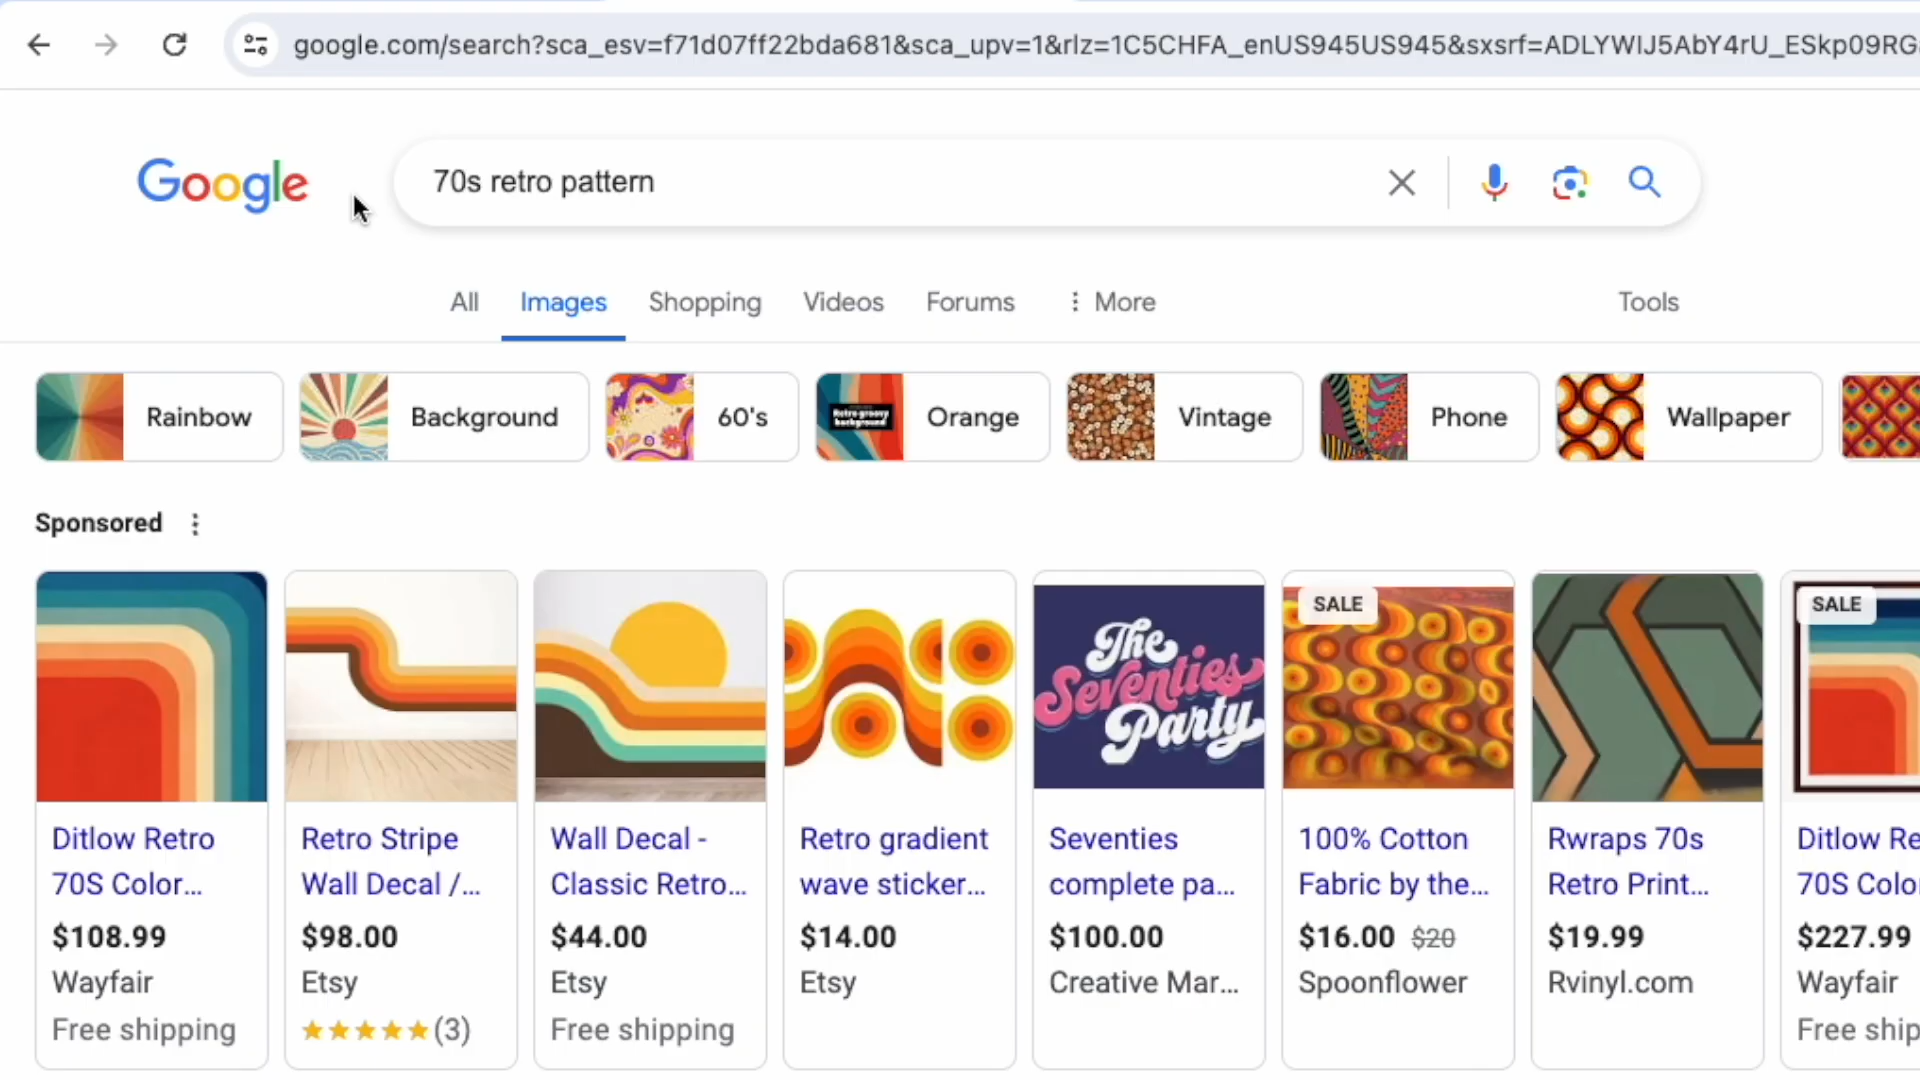 google.com/search?sca_esv=f71d07ff22bda681&sca_upv=1&rlz=1C5CHFA_enUS945US945&sxsrf=ADLYWIJ5AbY4rU_ESkp09RG
Google
70s retro pattern
All Images Shopping Videos Forums More Tools
Rainbow Background 60's Retro groovy background Orange Vintage Phone Wallpaper
Sponsored
The
Seventies
Party
SALE
SALE
Ditlow Retro
70S Color...
$108.99
Wayfair
Free shipping
Retro Stripe
Wall Decal /...
$98.00
Etsy
(3)
Wall Decal -
Classic Retro...
$44.00
Etsy
Free shipping
Retro gradient
wave sticker...
$14.00
Etsy
Seventies
complete pa...
$100.00
Creative Mar...
100% Cotton
Fabric by the...
$16.00 $20
Spoonflower
Rwraps 70s
Retro Print...
$19.99
Rvinyl.com
Ditlow Re
70S Colo
$227.99
Wayfair
Free ship